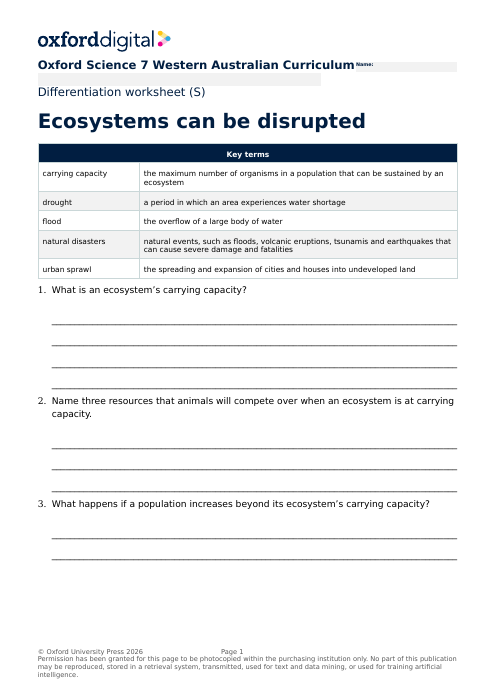 oxforddigital
Oxford Science 7 Western Australian Curriculum Name:
Differentiation worksheet (S)
Ecosystems can be disrupted
Key terms
carrying capacity the maximum number of organisms in a population that can be sustained by an
ecosystem
drought a period in which an area experiences water shortage
flood the overflow of a large body of water
natural disasters natural events, such as floods, volcanic eruptions, tsunamis and earthquakes that
can cause severe damage and fatalities
urban sprawl the spreading and expansion of cities and houses into undeveloped land
1. What is an ecosystem’s carrying capacity?
2. Name three resources that animals will compete over when an ecosystem is at carrying
capacity.
3. What happens if a population increases beyond its ecosystem’s carrying capacity?
© Oxford University Press 2026 Page 1
Permission has been granted for this page to be photocopied within the purchasing institution only. No part of this publication
may be reproduced, stored in a retrieval system, transmitted, used for text and data mining, or used for training artificial
intelligence.